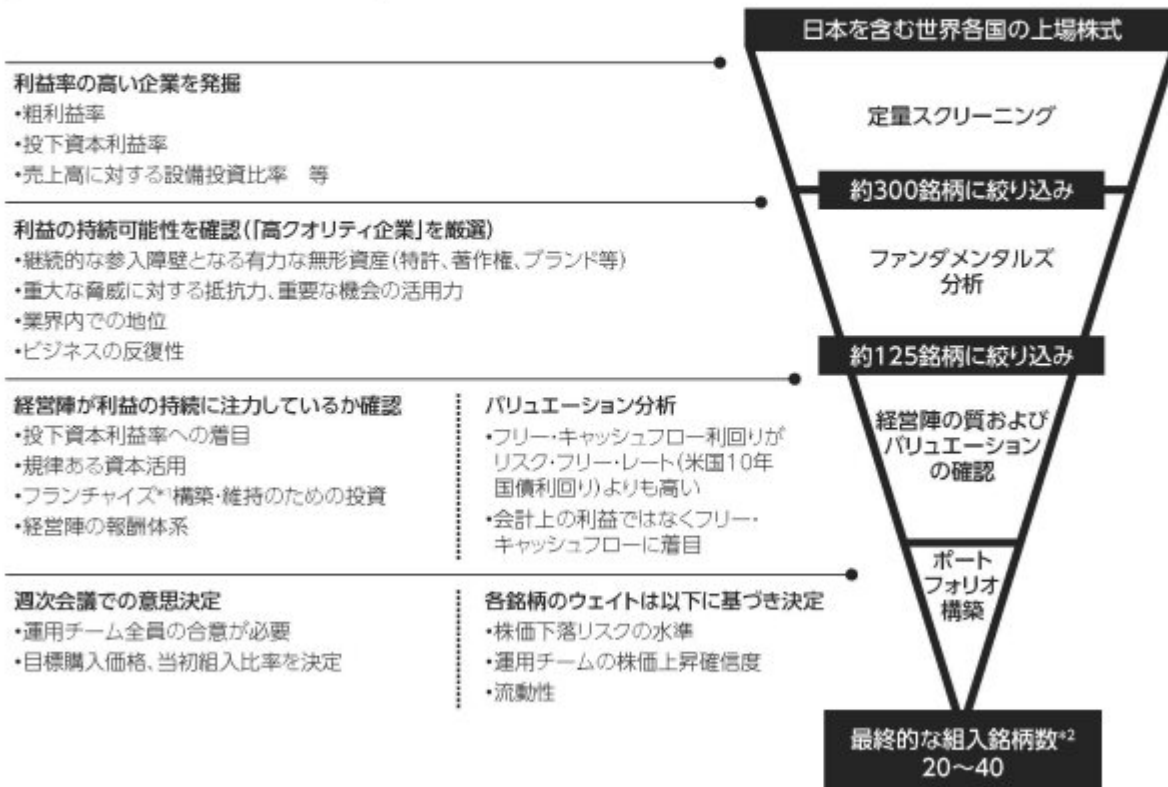 日本を含む世界各国の上場株式
利益率の高い企業を発掘
•粗利益率
•投下資本利益率
•売上高に対する設備投資比率　等
定量スクリーニング
約300銘柄に絞り込み
利益の持続可能性を確認(「高クオリティ企業」を厳選)
•継続的な参入障壁となる有力な無形資産(特許、著作権、ブランド等)
•重大な脅威に対する抵抗力、重要な機会の活用力
•業界内での地位
•ビジネスの反復性
ファンダメンタルズ
分析
約125銘柄に絞り込み
経営陣が利益の持続に注力しているか確認
•投下資本利益率への着目
•規律ある資本活用
•フランチャイズ*1構築・維持のための投資
•経営陣の報酬体系
バリュエーション分析
•フリー・キャッシュフロー利回りが
リスク・フリー・レート(米国10年
国債利回り)よりも高い
•会計上の利益ではなくフリー・
キャッシュフローに着目
経営陣の質および
バリュエーション
の確認
週次会議での意思決定
•運用チーム全員の合意が必要
•目標購入価格、当初組入比率を決定
各銘柄のウェイトは以下に基づき決定
•株価下落リスクの水準
•運用チームの株価上昇確信度
•流動性
ポート
フォリオ
構築
最終的な組入銘柄数*2
20〜40